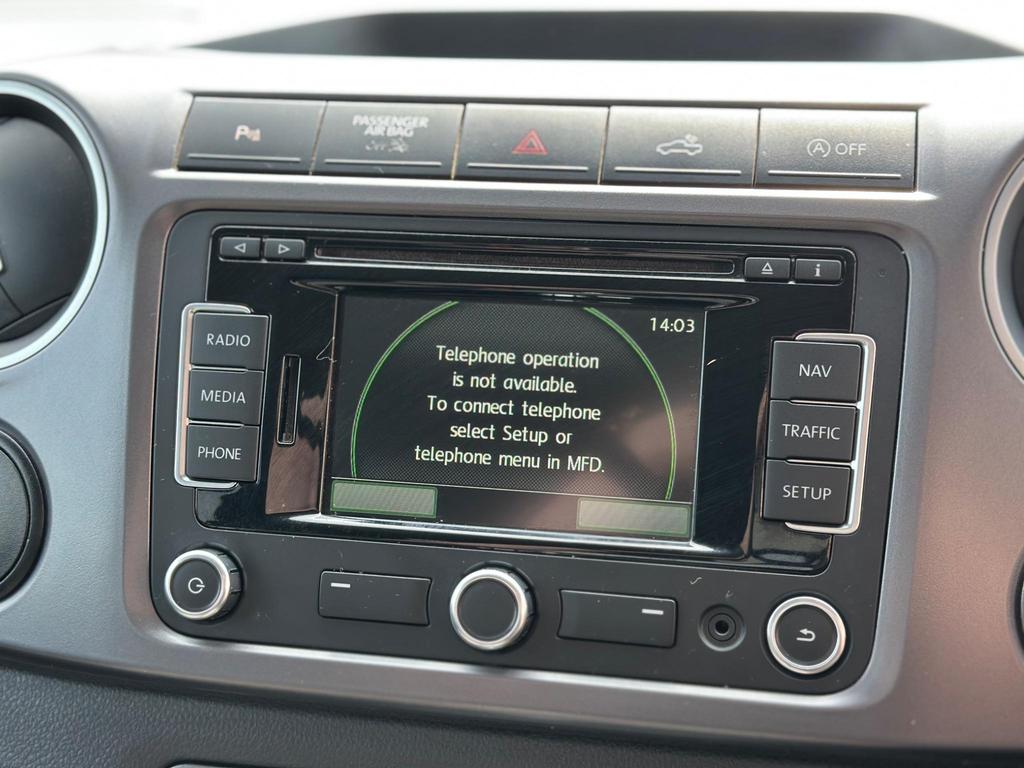 P
PASSENGER
AIR BAG
A OFF
i
RADIO
MEDIA
PHONE
14:03
Telephone operation
is not available.
To connect telephone
select Setup or
telephone menu in MFD.
NAV
TRAFFIC
SETUP